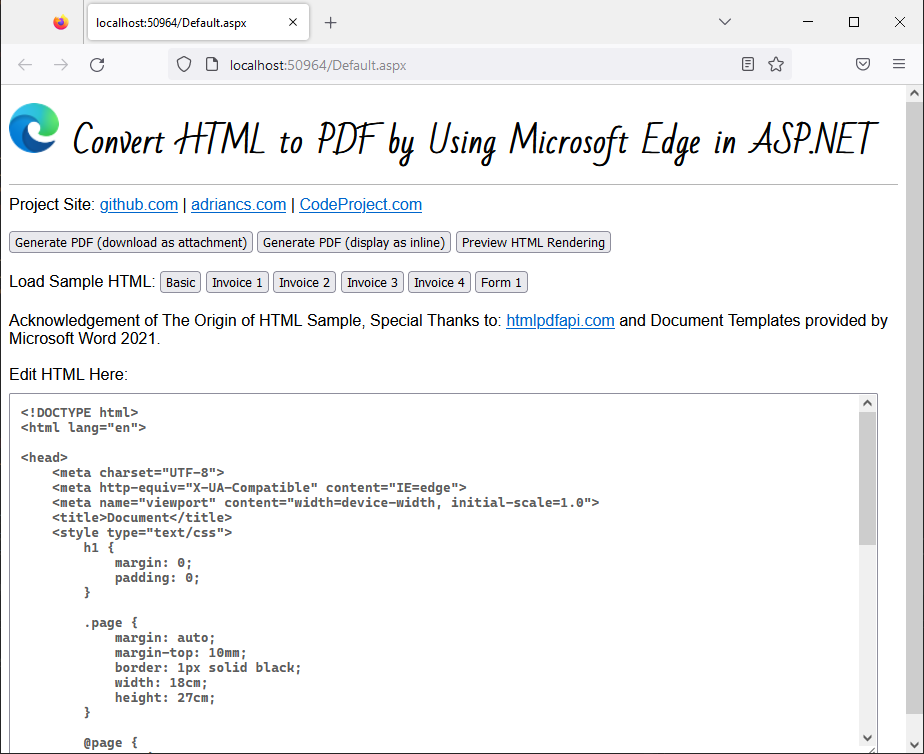 localhost:50964/Default.aspx
localhost:50964/Default.aspx
Convert HTML to PDF by Using Microsoft Edge in ASP.NET
Project Site: github.com | adriancs.com | CodeProject.com
Generate PDF (download as attachment) Generate PDF (display as inline) Preview HTML Rendering
Load Sample HTML: Basic Invoice 1 Invoice 2 Invoice 3 Invoice 4 Form 1
Acknowledgement of The Origin of HTML Sample, Special Thanks to: htmlpdfapi.com and Document Templates provided by
Microsoft Word 2021.
Edit HTML Here:
<!DOCTYPE html>
<html lang="en">
<head>
    <meta charset="UTF-8">
    <meta http-equiv="X-UA-Compatible" content="IE=edge">
    <meta name="viewport" content="width=device-width, initial-scale=1.0">
    <title>Document</title>
    <style type="text/css">
        h1 {
            margin: 0;
            padding: 0;
        }
        .page {
            margin: auto;
            margin-top: 10mm;
            border: 1px solid black;
            width: 18cm;
            height: 27cm;
        }
        @page {